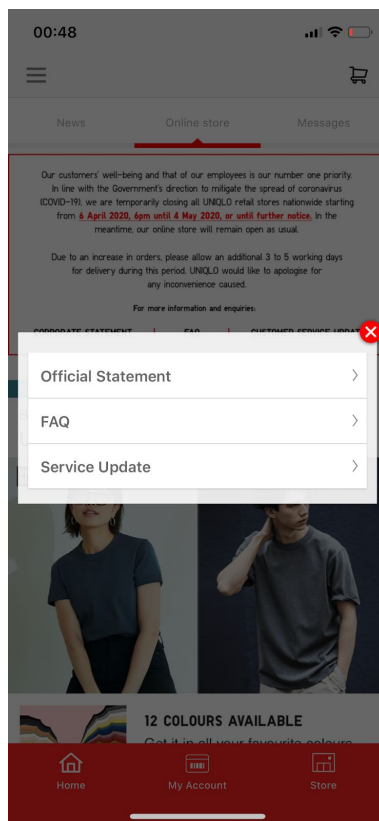 00:48
News Online store Messages
Our customers' well-being and that of our employees is our number one priority.
In line with the Government's direction to mitigate the spread of coronavirus
(COVID-19), we are temporarily closing all UNIQLO retail stores nationwide starting
from 6 April 2020, 6pm until 4 May 2020, or until further notice. In the
meantime, our online store will remain open as usual.
Due to an increase in orders, please allow an additional 3 to 5 working days
for delivery during this period. UNIQLO would like to apologise for
any inconvenience caused.
For more information and enquiries:
CORPORATE STATEMENT | FAQ | CUSTOMER SERVICE UPDAT
Official Statement
FAQ
Service Update
12 COLOURS AVAILABLE
Get it in all your favourite colours
Home My Account Store